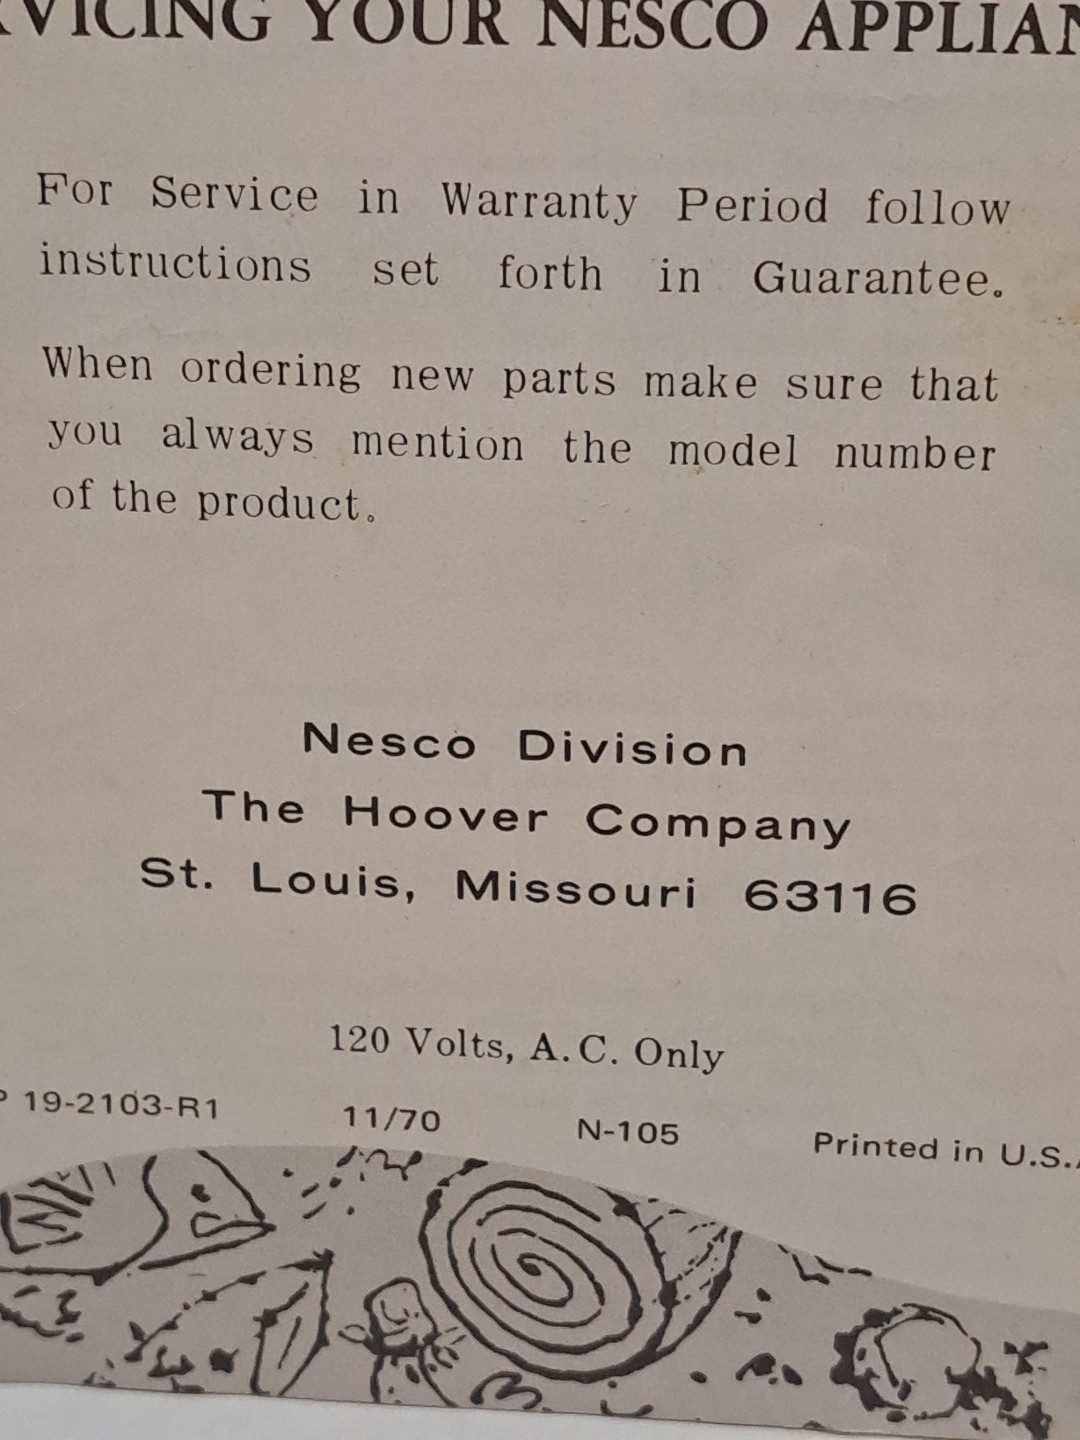 RVICING YOUR NESCO APPLIAN
For Service in Warranty Period follow
instructions set forth in Guarantee.
When ordering new parts make sure that
you always mention the model number
of the product.
Nesco Division
The Hoover Company
St. Louis, Missouri 63116
120 Volts, A.C. Only
P 19-2103-R1 11/70 N-105 Printed in U.S.A